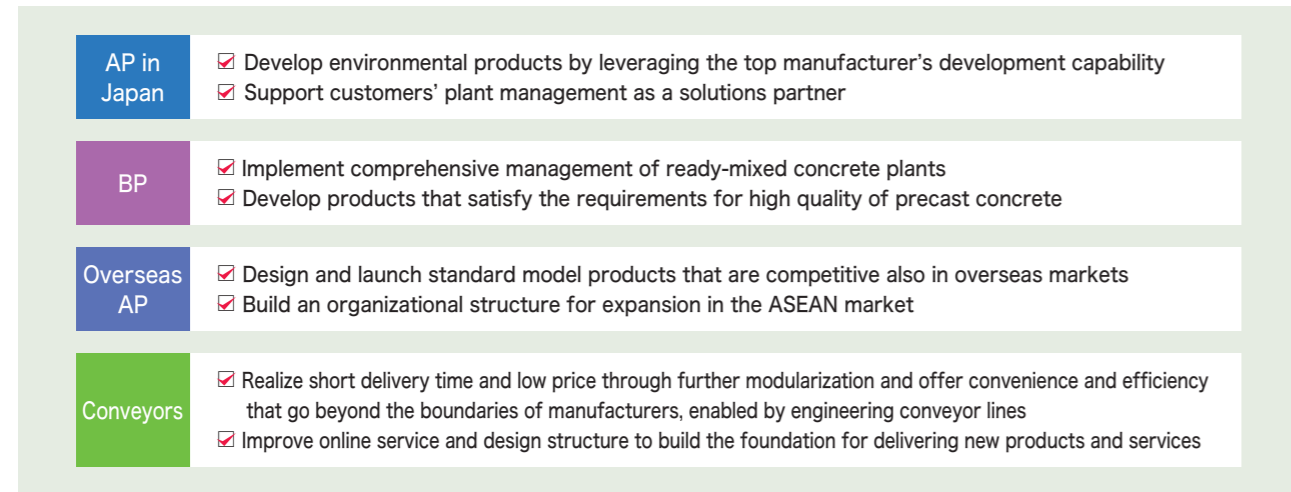 AP in
Japan
Develop environmental products by leveraging the top manufacturer's development capability
Support customers' plant management as a solutions partner
BP
Implement comprehensive management of ready-mixed concrete plants
Develop products that satisfy the requirements for high quality of precast concrete
Overseas
AP
Design and launch standard model products that are competitive also in overseas markets
Build an organizational structure for expansion in the ASEAN market
Conveyors
Realize short delivery time and low price through further modularization and offer convenience and efficiency
that go beyond the boundaries of manufacturers, enabled by engineering conveyor lines
Improve online service and design structure to build the foundation for delivering new products and services